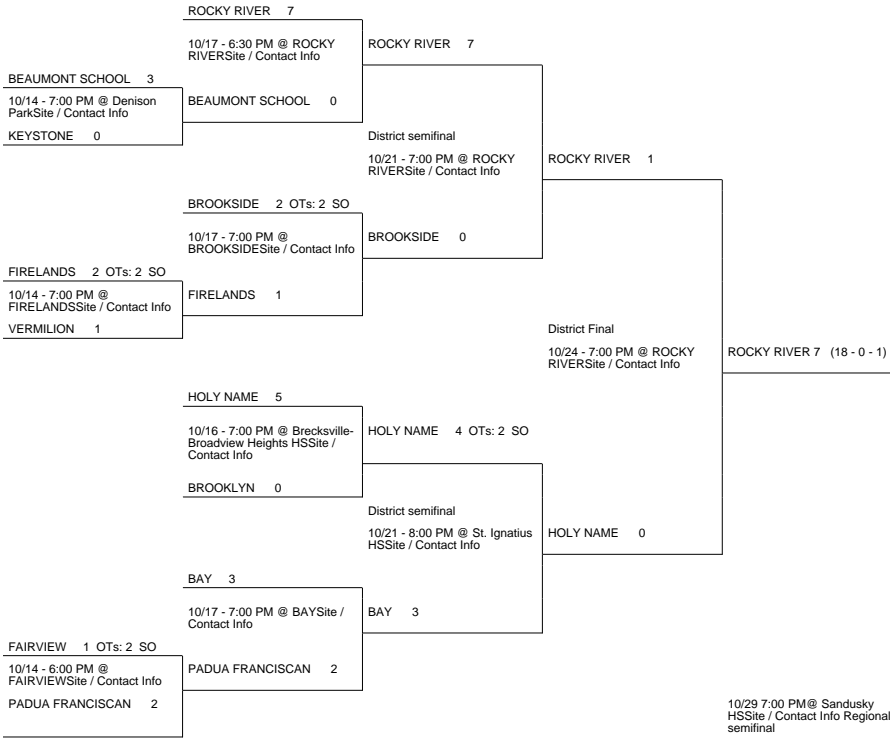 ROCKY RIVER 7
10/17 - 6:30 PM @ ROCKY
RIVERSite / Contact Info
ROCKY RIVER 7
BEAUMONT SCHOOL 3
10/14 - 7:00 PM @ Denison
ParkSite / Contact Info
BEAUMONT SCHOOL 0
KEYSTONE 0
District semifinal
10/21 - 7:00 PM @ ROCKY
RIVERSite / Contact Info
ROCKY RIVER 1
BROOKSIDE 2 OTs: 2 SO
10/17 - 7:00 PM @
BROOKSIDESite / Contact Info
BROOKSIDE 0
FIRELANDS 2 OTs: 2 SO
10/14 - 7:00 PM @
FIRELANDSSite / Contact Info
FIRELANDS 1
VERMILION 1
District Final
10/24 - 7:00 PM @ ROCKY
RIVERSite / Contact Info
ROCKY RIVER 7 (18 - 0 - 1)
HOLY NAME 5
10/16 - 7:00 PM @ Brecksville-
Broadview Heights HSSite /
Contact Info
HOLY NAME 4 OTs: 2 SO
BROOKLYN 0
District semifinal
10/21 - 8:00 PM @ St. Ignatius
HSSite / Contact Info
HOLY NAME 0
BAY 3
10/17 - 7:00 PM @ BAYSite /
Contact Info
BAY 3
FAIRVIEW 1 OTs: 2 SO
10/14 - 6:00 PM @
FAIRVIEWSite / Contact Info
PADUA FRANCISCAN 2
PADUA FRANCISCAN 2
10/29 7:00 PM@ Sandusky
HSSite / Contact Info Regional
semifinal